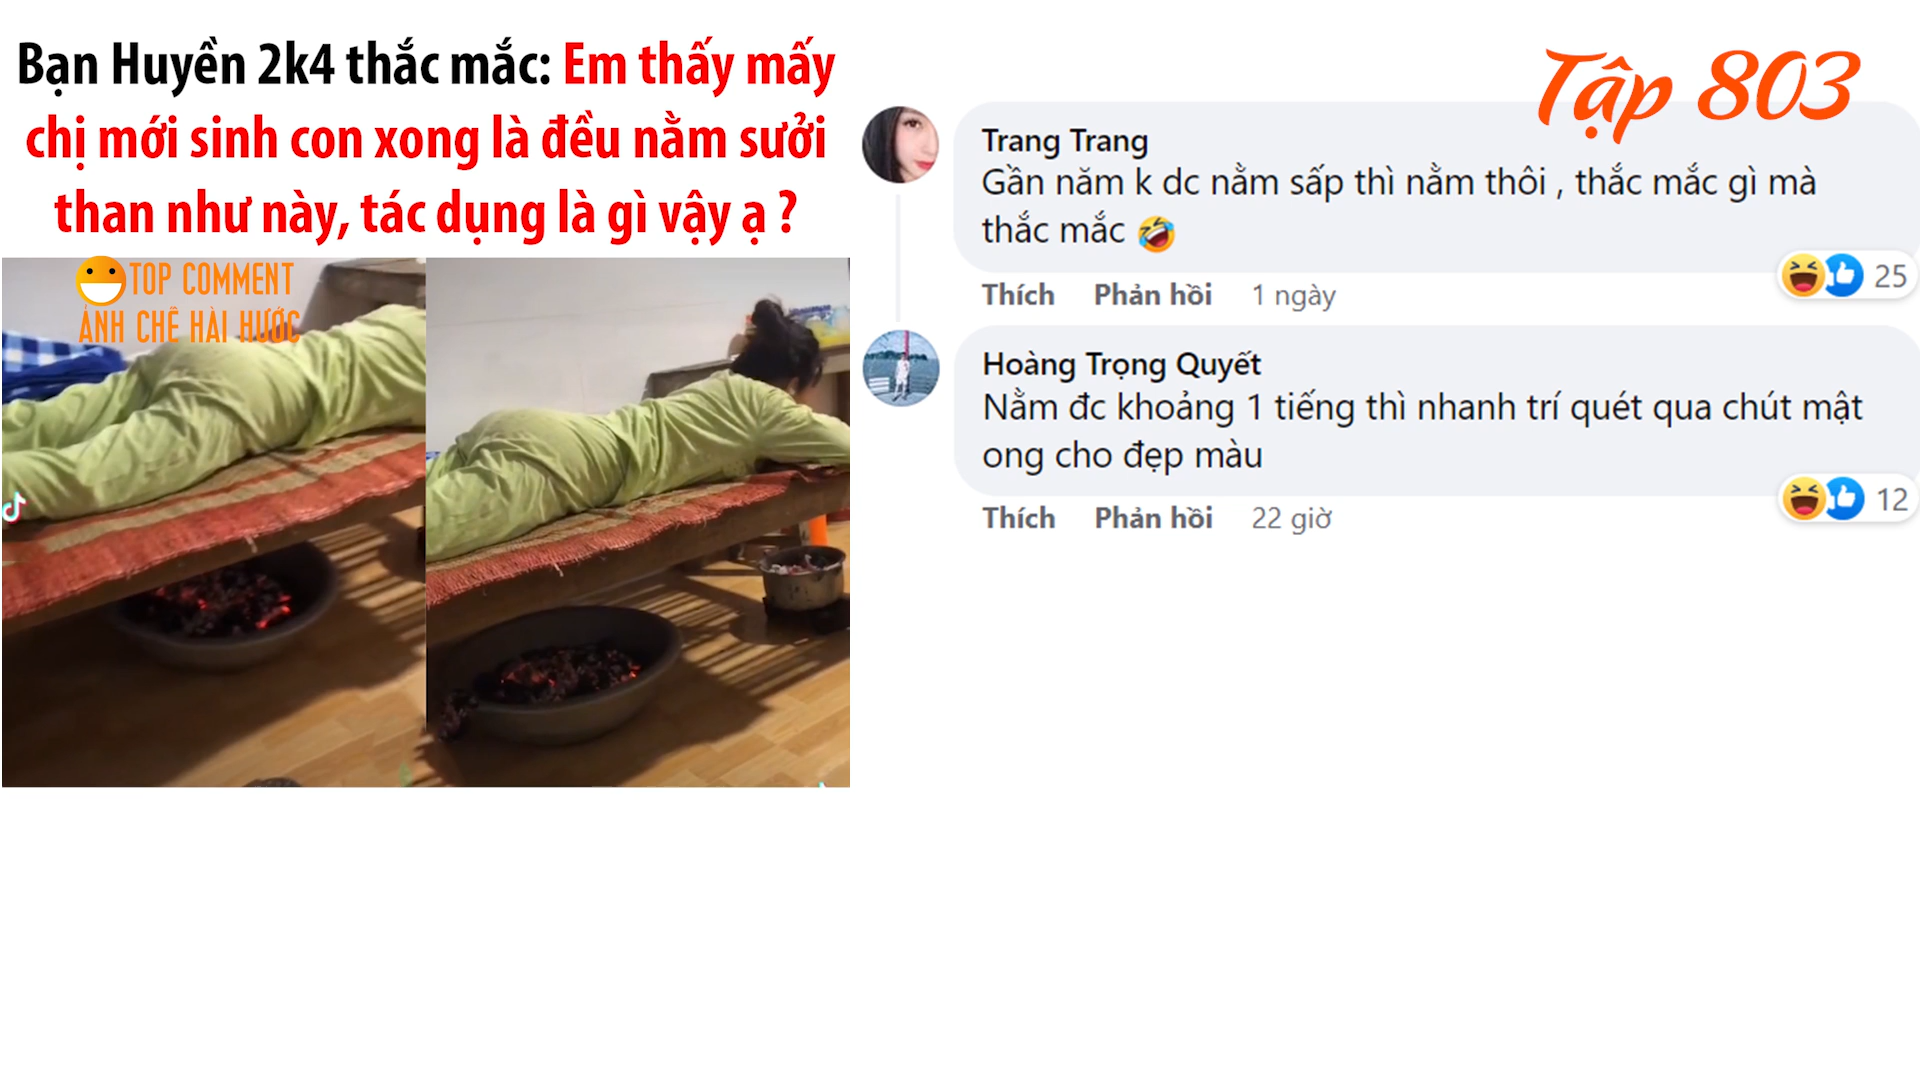 Bạn Huyền 2k4 thắc mắc: Em thấy mấy
chị mới sinh con xong là đều nằm sưởi
than như này, tác dụng là gì vậy ạ ?
TOP COMMENT
ẢNH CHẾ HÀI HƯỚC
Tập 803
Trang Trang
Gần năm k dc nằm sấp thì nằm thôi , thắc mắc gì mà
thắc mắc 🤣
25
Thích Phản hồi 1 ngày
Hoàng Trọng Quyết
Nằm đc khoảng 1 tiếng thì nhanh trí quét qua chút mật
ong cho đẹp màu
12
Thích Phản hồi 22 giờ